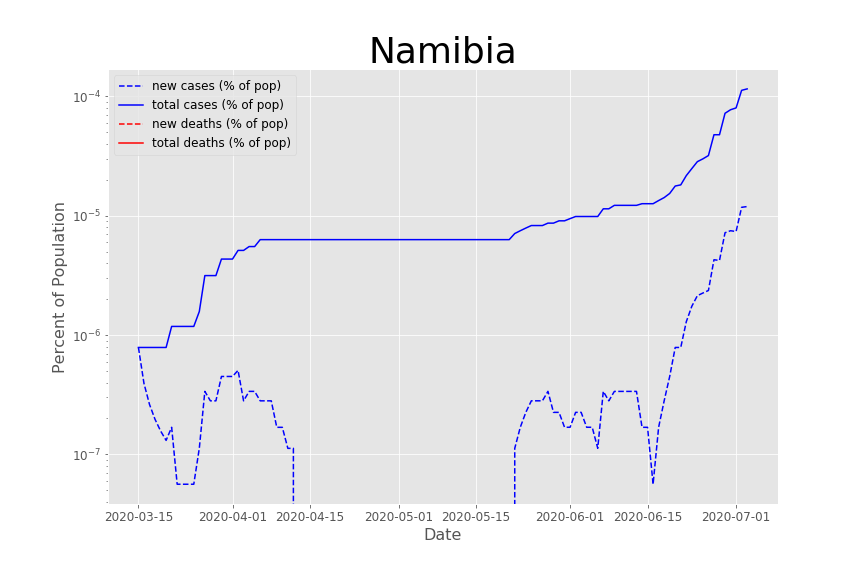 Namibia
new cases (% of pop)
total cases (% of pop)
new deaths (% of pop)
total deaths (% of pop)
10⁻⁴
10⁻⁵
10⁻⁶
10⁻⁷
Percent of Population
2020-03-15 2020-04-01 2020-04-15 2020-05-01 2020-05-15 2020-06-01 2020-06-15 2020-07-01
Date